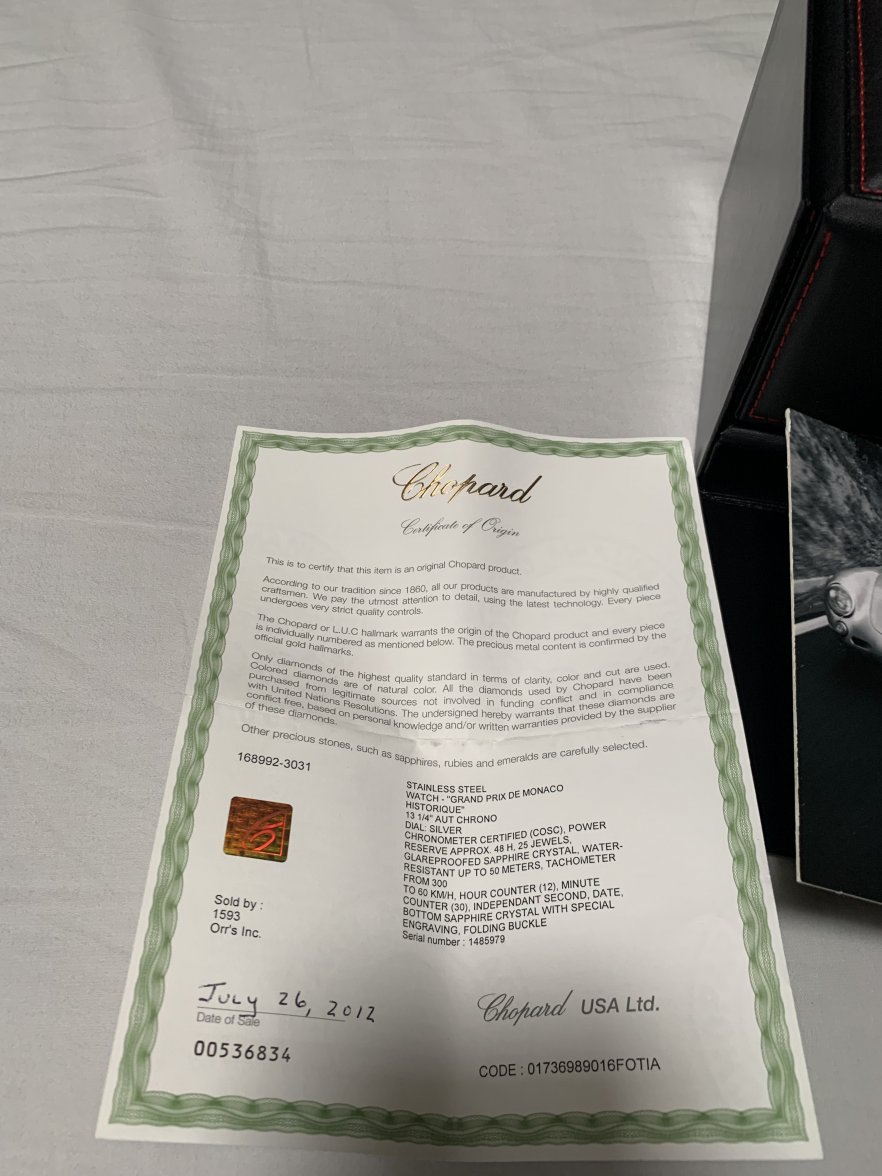 Chopard
Certificate of Origin
This is to certify that this item is an original Chopard product.
According to our tradition since 1860, all our products are manufactured by highly qualified
craftsmen. We pay the utmost attention to detail, using the latest technology. Every piece
undergoes very strict quality controls.
The Chopard or L.U.C hallmark warrants the origin of the Chopard product and every piece
is individually numbered as mentioned below. The precious metal content is confirmed by the
official gold hallmarks.
Only diamonds of the highest quality standard in terms of clarity, color and cut are used.
Colored diamonds are of natural color. All the diamonds used by Chopard have been
purchased from legitimate sources not involved in funding conflict and in compliance
with United Nations Resolutions. The undersigned hereby warrants that these diamonds are
conflict free, based on personal knowledge and/or written warranties provided by the supplier
of these diamonds.
Other precious stones, such as sapphires, rubies and emeralds are carefully selected.
168992-3031
STAINLESS STEEL
WATCH - "GRAND PRIX DE MONACO
HISTORIQUE"
13 1/4" AUT CHRONO
DIAL: SILVER
CHRONOMETER CERTIFIED (COSC), POWER
RESERVE APPROX. 48 H, 25 JEWELS,
GLAREPROOFED SAPPHIRE CRYSTAL, WATER-
RESISTANT UP TO 50 METERS, TACHOMETER
FROM 300
TO 60 KM/H, HOUR COUNTER (12), MINUTE
COUNTER (30), INDEPENDANT SECOND, DATE,
BOTTOM SAPPHIRE CRYSTAL WITH SPECIAL
ENGRAVING, FOLDING BUCKLE
Serial number : 1485979
Sold by :
1593
Orr's Inc.
July 26, 2012
Date of Sale
00536834
Chopard USA Ltd.
CODE : 01736989016FOTIA